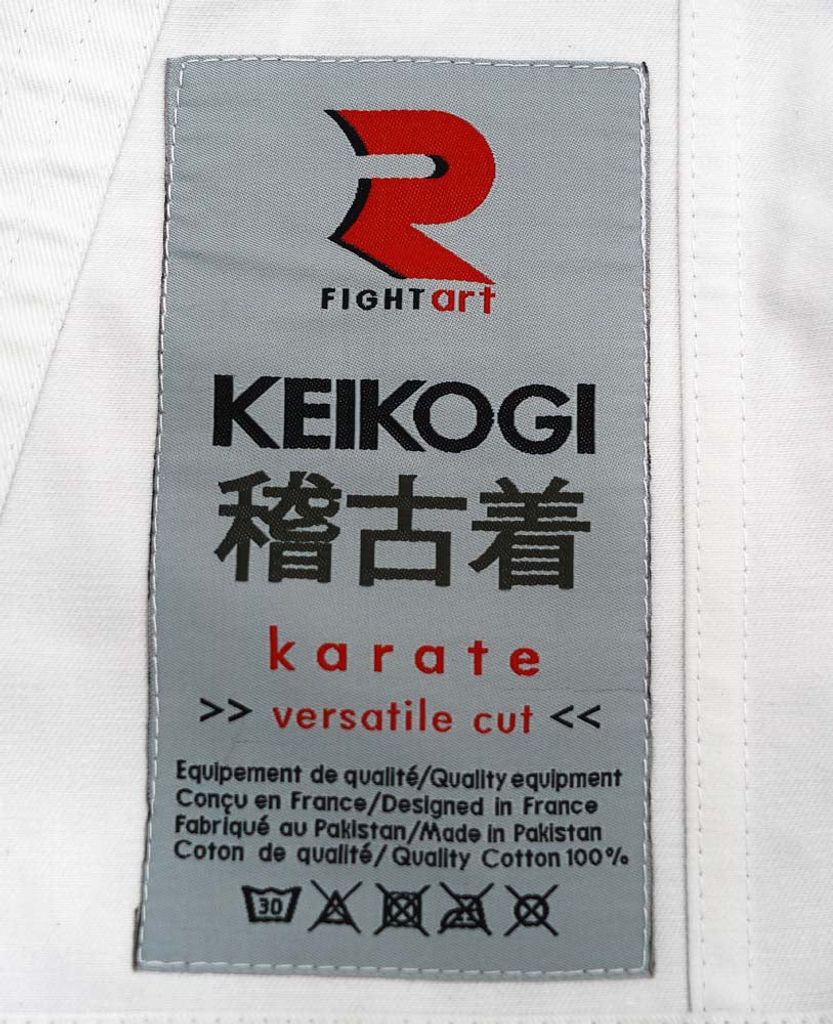 R
FIGHTart
KEIKOGI
稽古着
karate
>> versatile cut <<
Equipement de qualité/Quality equipment
Conçu en France/Designed in France
Fabriqué au Pakistan/Made in Pakistan
Coton de qualité/Quality Cotton 100%
30